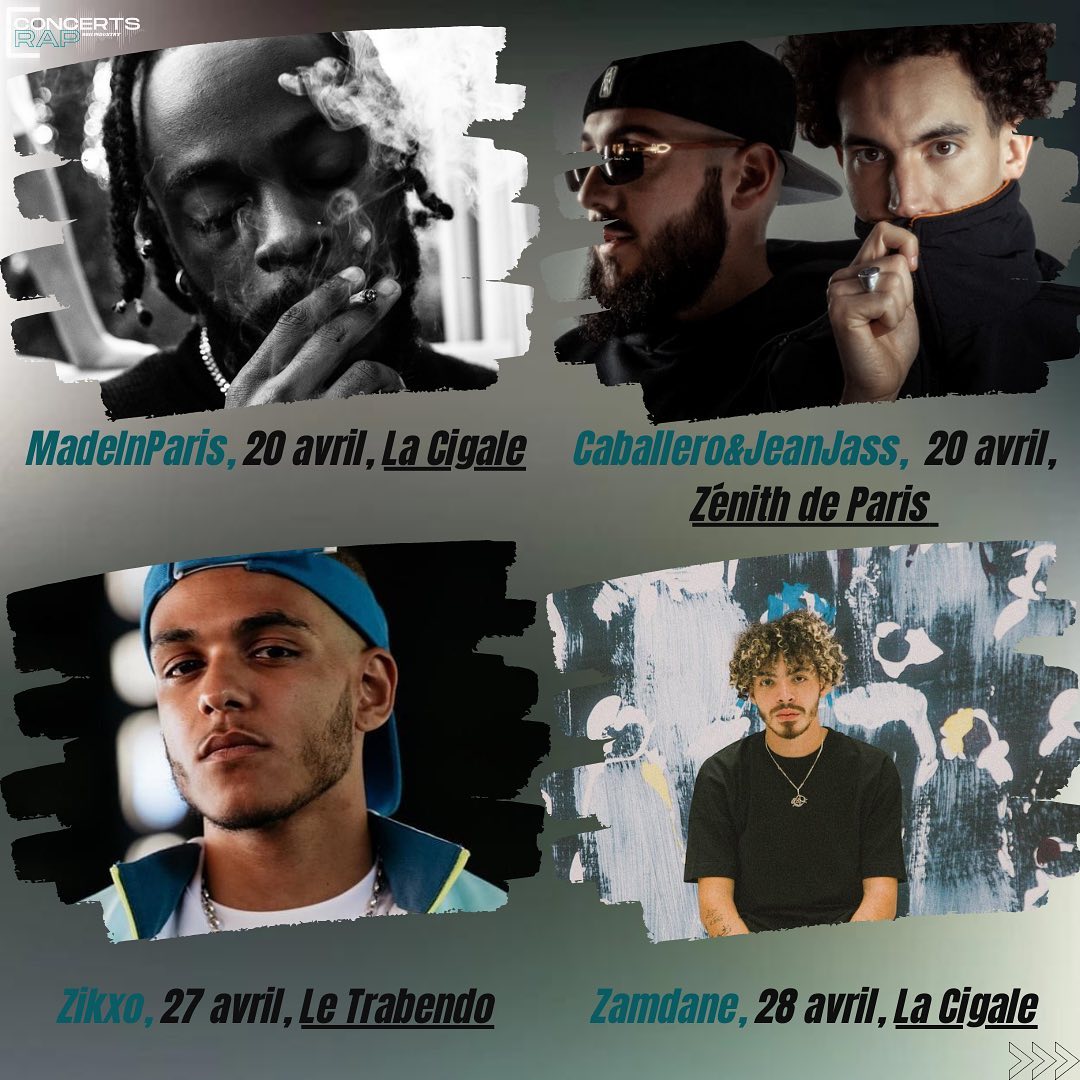 CONCERTS
RAP
MadeInParis, 20 avril, La Cigale
Caballero&JeanJass, 20 avril,
Zénith de Paris
Zikxo, 27 avril, Le Trabendo
Zamdane, 28 avril, La Cigale